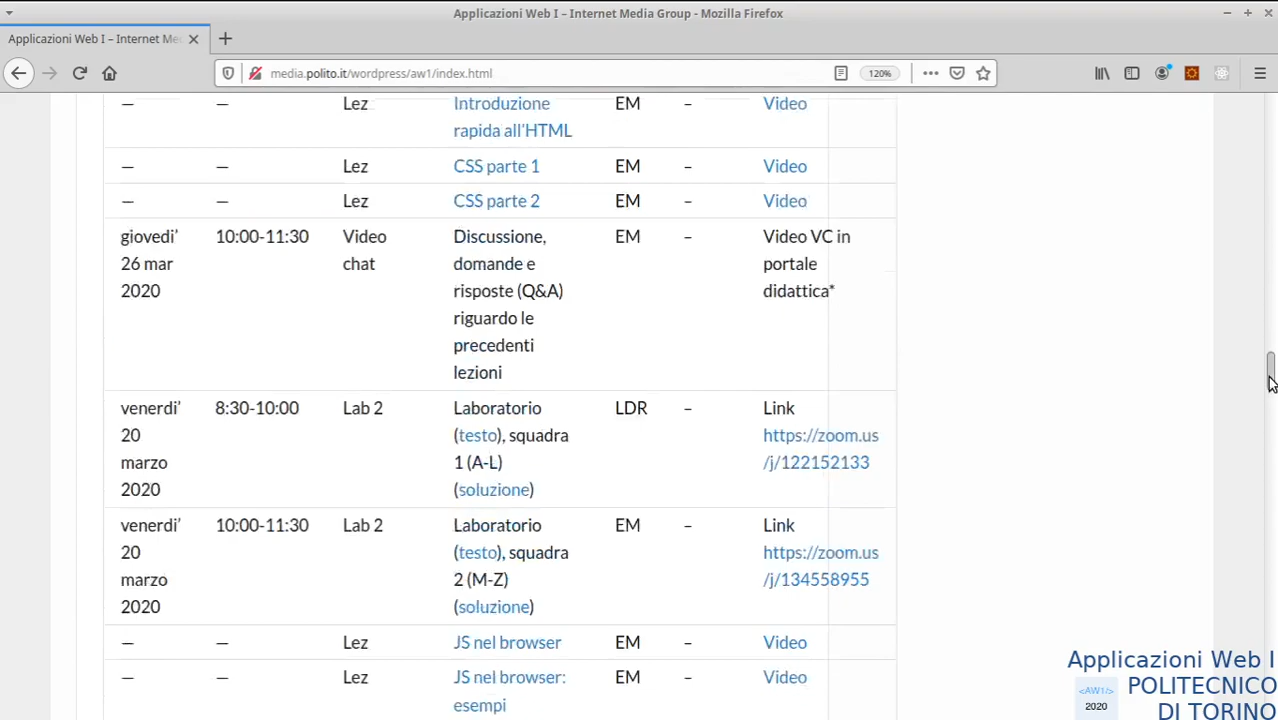 Applicazioni Web I – Internet Media Group - Mozilla Firefox
Applicazioni Web I – Internet Me
media.polito.it/wordpress/aw1/index.html 120%
— — Lez Introduzione EM – Video
rapida all'HTML
— — Lez CSS parte 1 EM – Video
— — Lez CSS parte 2 EM – Video
giovedi' 10:00-11:30 Video Discussione, EM – Video VC in
26 mar chat domande e portale
2020 risposte (Q&A) didattica*
riguardo le
precedenti
lezioni
venerdi' 8:30-10:00 Lab 2 Laboratorio LDR – Link
20 (testo), squadra https://zoom.us
marzo 1 (A-L) /j/122152133
2020 (soluzione)
venerdi' 10:00-11:30 Lab 2 Laboratorio EM – Link
20 (testo), squadra https://zoom.us
marzo 2 (M-Z) /j/134558955
2020 (soluzione)
— — Lez JS nel browser EM – Video
— — Lez JS nel browser: EM – Video
esempi
Applicazioni Web I
POLITECNICO
DI TORINO
<AW1/>
2020